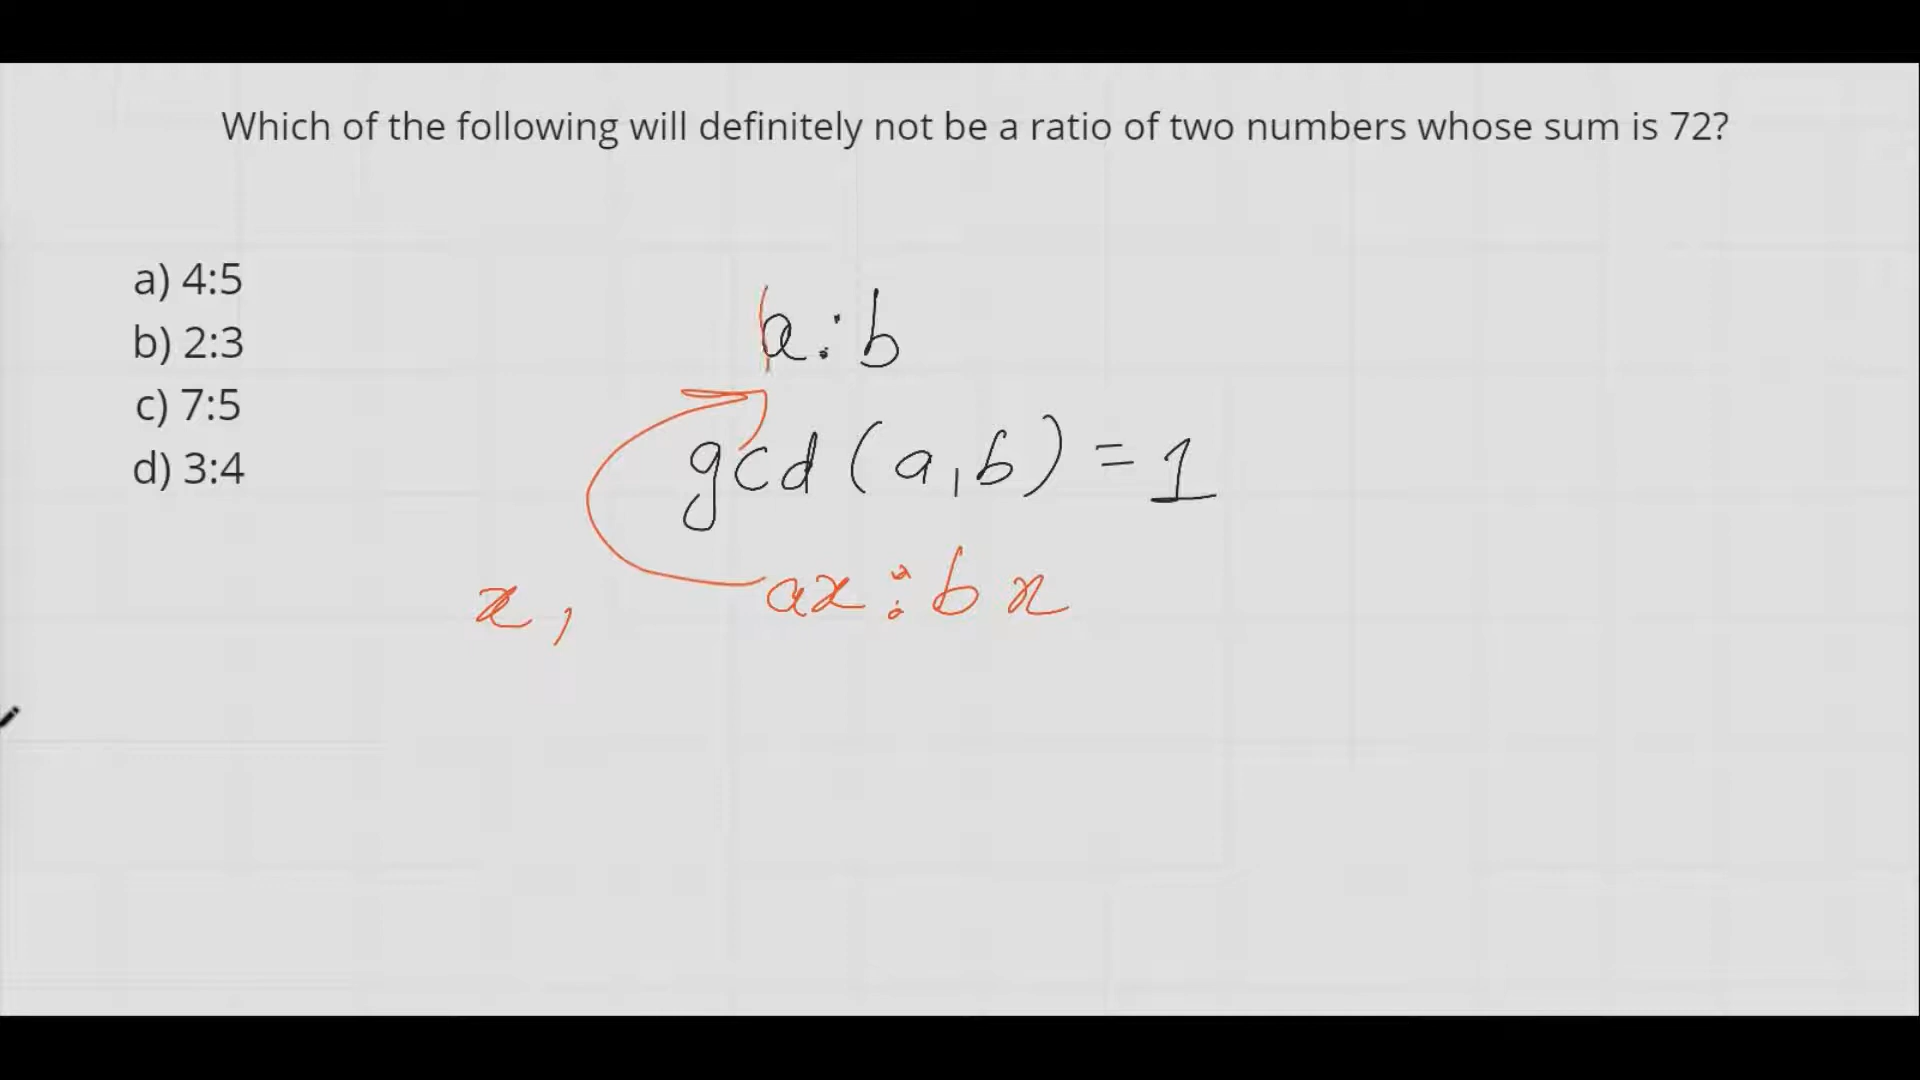 Which of the following will definitely not be a ratio of two numbers whose sum is 72?
a) 4:5
b) 2:3
c) 7:5
d) 3:4
a:b
gcd (a,b) = 1
x, ax : bx